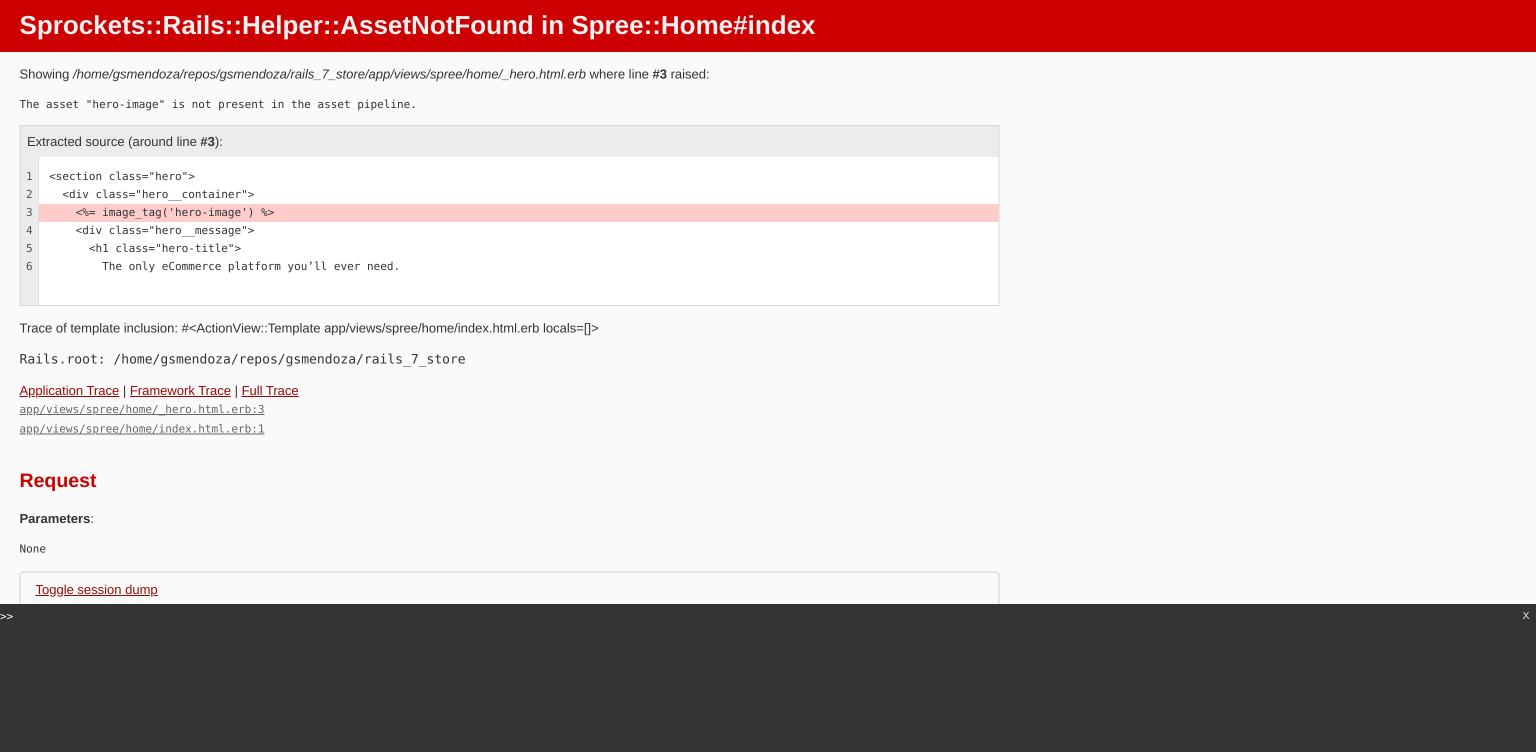 Sprockets::Rails::Helper::AssetNotFound in Spree::Home#index
Showing /home/gsmendoza/repos/gsmendoza/rails_7_store/app/views/spree/home/_hero.html.erb where line #3 raised:
The asset "hero-image" is not present in the asset pipeline.
Extracted source (around line #3):
1 <section class="hero">
2 <div class="hero__container">
3 <%= image_tag('hero-image') %>
4 <div class="hero__message">
5 <h1 class="hero-title">
6 The only eCommerce platform you’ll ever need.
Trace of template inclusion: #<ActionView::Template app/views/spree/home/index.html.erb locals=[]>
Rails.root: /home/gsmendoza/repos/gsmendoza/rails_7_store
Application Trace | Framework Trace | Full Trace
app/views/spree/home/_hero.html.erb:3
app/views/spree/home/index.html.erb:1
Request
Parameters:
None
Toggle session dump
>> x